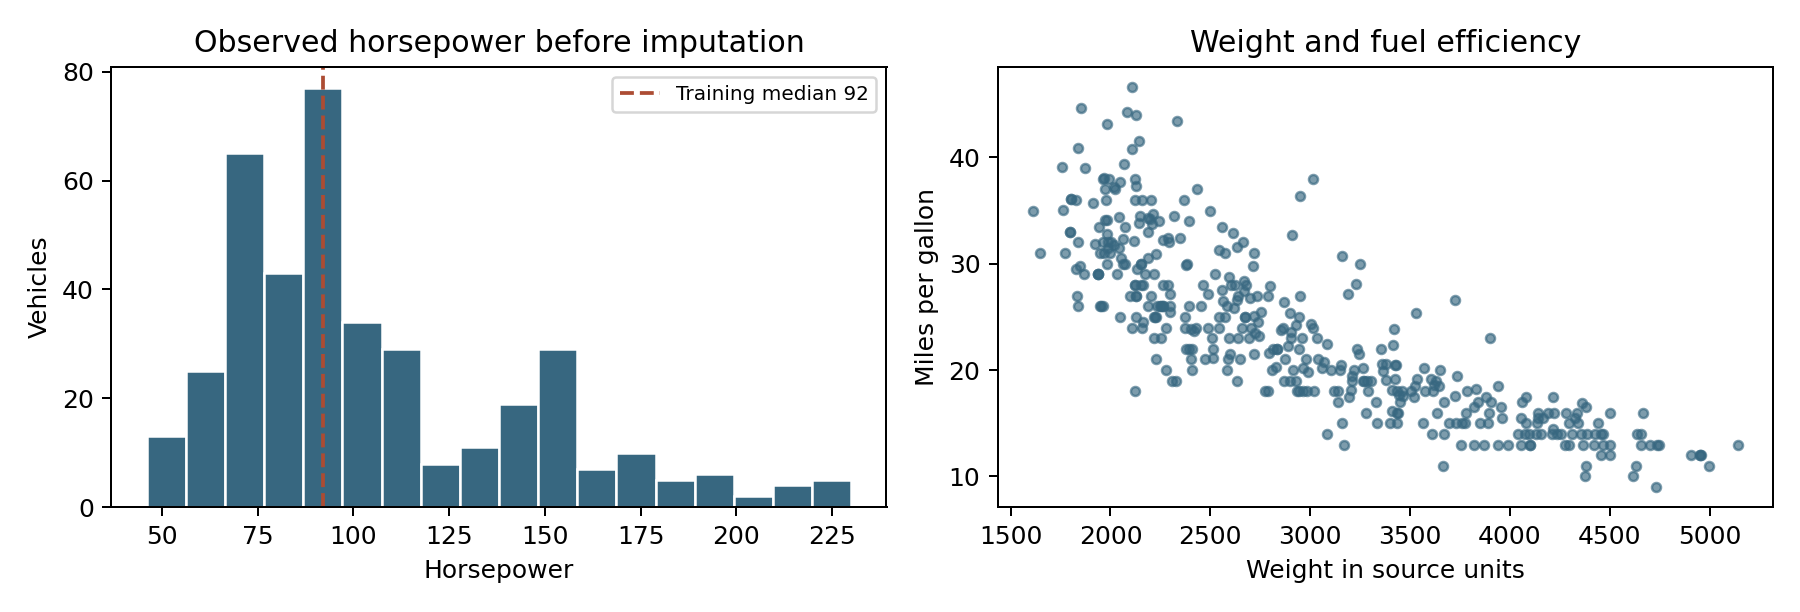 Observed horsepower before imputation
80
60
40
20
0
Vehicles
Training median 92
50 75 100 125 150 175 200 225
Horsepower
Weight and fuel efficiency
40
30
20
10
Miles per gallon
1500 2000 2500 3000 3500 4000 4500 5000
Weight in source units